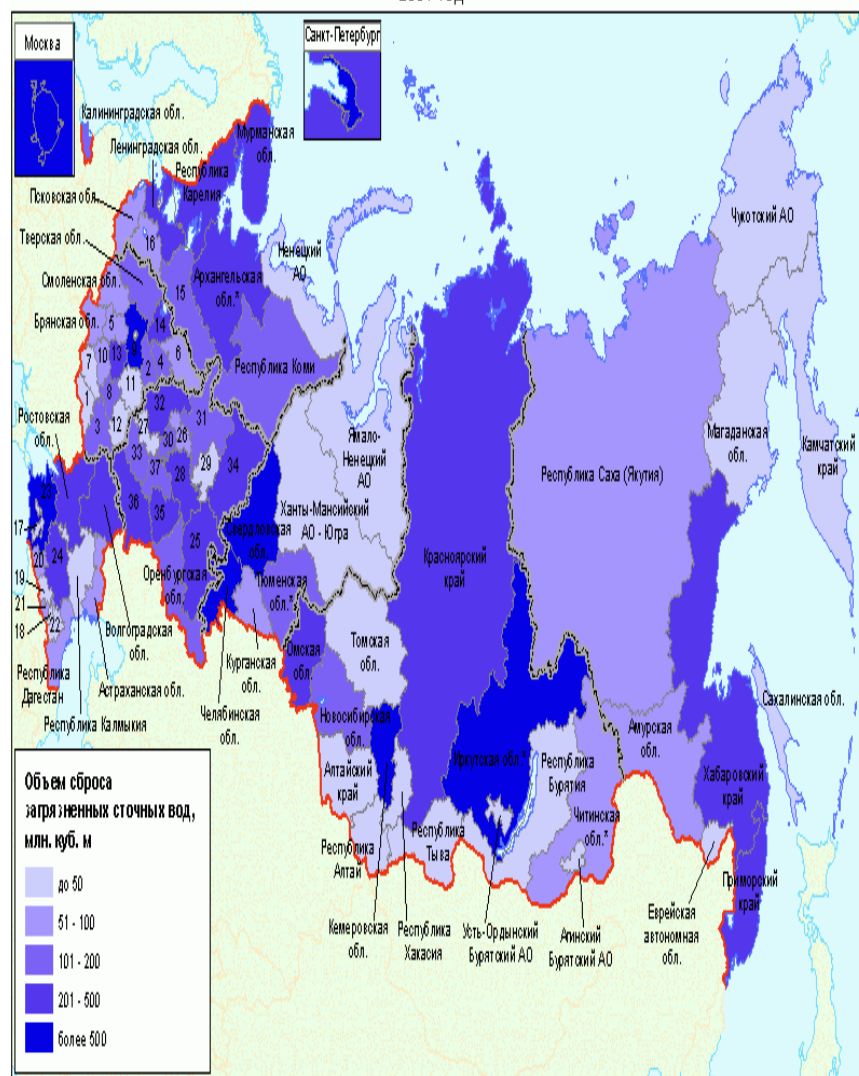 Москва
Санкт-Петербург
Калининградская обл.
Ленинградская обл.
Мурманская
обл.
Республика
Карелия
Псковская обл.
Тверская обл.
Смоленская обл.
Брянская обл.
Архангельская
обл.*
Ненецкий
АО
Чукотский АО
16
15
5
9
14
7
10
13
2
4
6
11
1
8
3
12
Республика Коми
Ростовская
обл.
32
31
27
30
26
33
37
28
29
34
36
35
25
23
17
20
24
19
21
18
22
Ямало-
Ненецкий
АО
Ханты-Мансийский
АО - Югра
Свердловская
обл.
Красноярский
край
Республика Саха (Якутия)
Магаданская
обл.
Камчатский
край
Оренбургская
обл.
Тюменская
обл.*
Волгоградская
обл.
Курганская
обл.
Омская
обл.
Томская
обл.
Республика
Дагестан
Астраханская обл.
Республика Калмыкия
Челябинская
обл.
Новосибирская
обл.
Алтайский
край
Иркутская обл.*
Республика
Бурятия
Амурская
обл.
Сахалинская обл.
Хабаровский
край
Читинская
обл.*
Республика
Алтай
Республика
Тыва
Приморский
край
Кемеровская
обл.
Республика
Хакасия
Усть-Ордынский
Бурятский АО
Агинский
Бурятский АО
Еврейская
автономная
обл.
Объем сброса
загрязненных сточных вод,
млн. куб. м
до 50
51 - 100
101 - 200
201 - 500
более 500